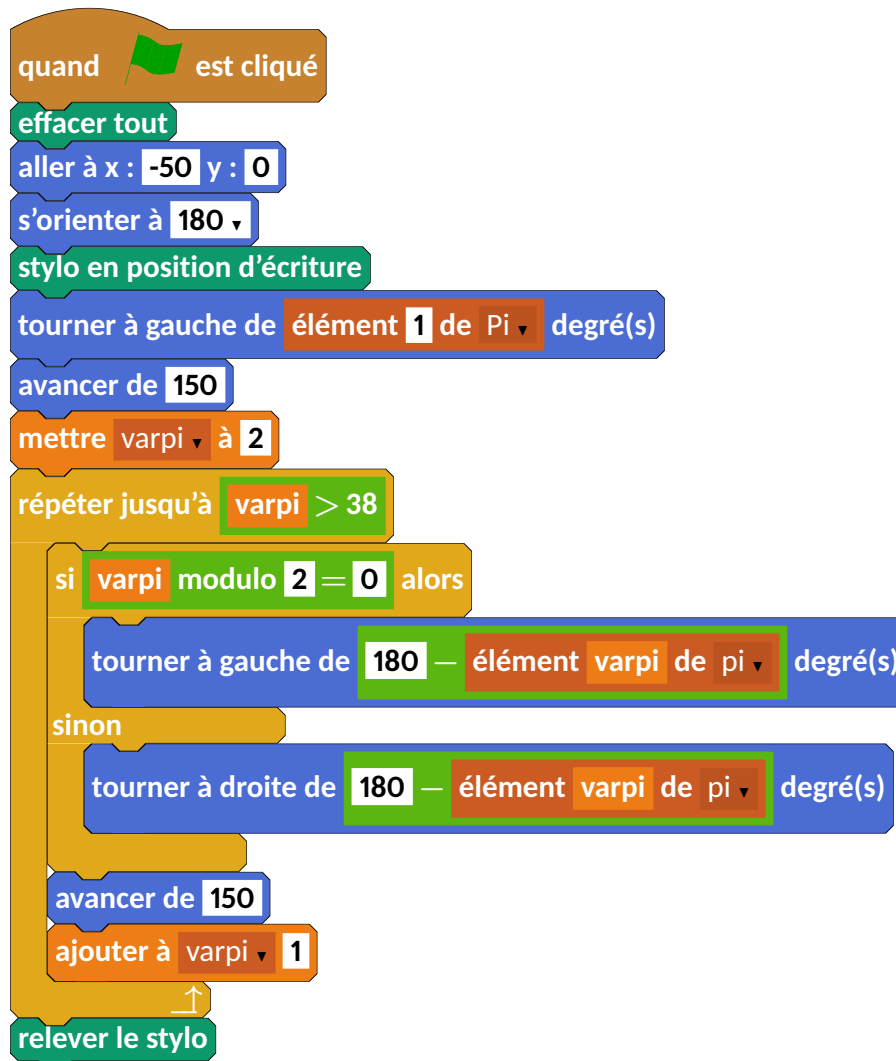 quand est cliqué
effacer tout
aller à x : -50 y : 0
s’orienter à 180
stylo en position d’écriture
tourner à gauche de élément 1 de Pi degré(s)
avancer de 150
mettre varpi à 2
répéter jusqu’à varpi > 38
si varpi modulo 2 = 0 alors
tourner à gauche de 180 − élément varpi de pi degré(s)
sinon
tourner à droite de 180 − élément varpi de pi degré(s)
avancer de 150
ajouter à varpi 1
relever le stylo